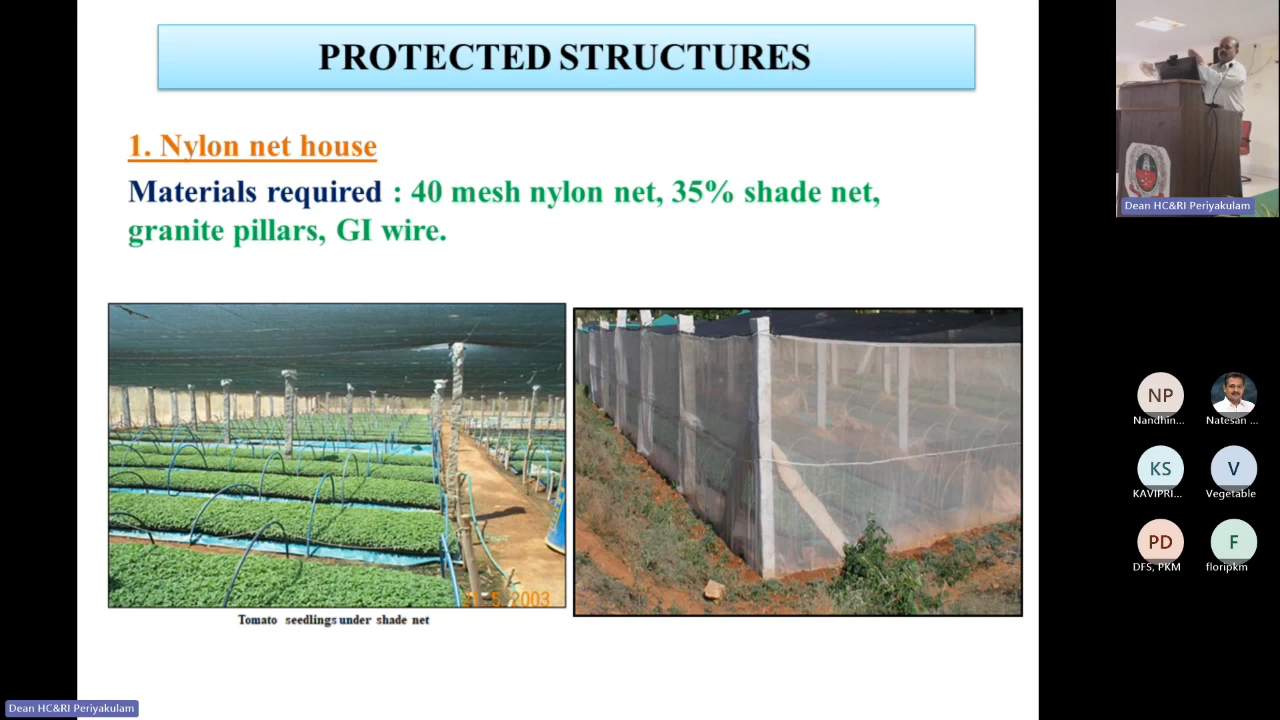 PROTECTED STRUCTURES
1. Nylon net house
Materials required : 40 mesh nylon net, 35% shade net,
granite pillars, GI wire.
5 2003
Tomato seedlings under shade net
Dean HC&RI Periyakulam
NP
Nandhin...
Natesan ...
KS
KAVIPRI...
V
Vegetable
PD
DFS, PKM
F
floripkm
Dean HC&RI Periyakulam